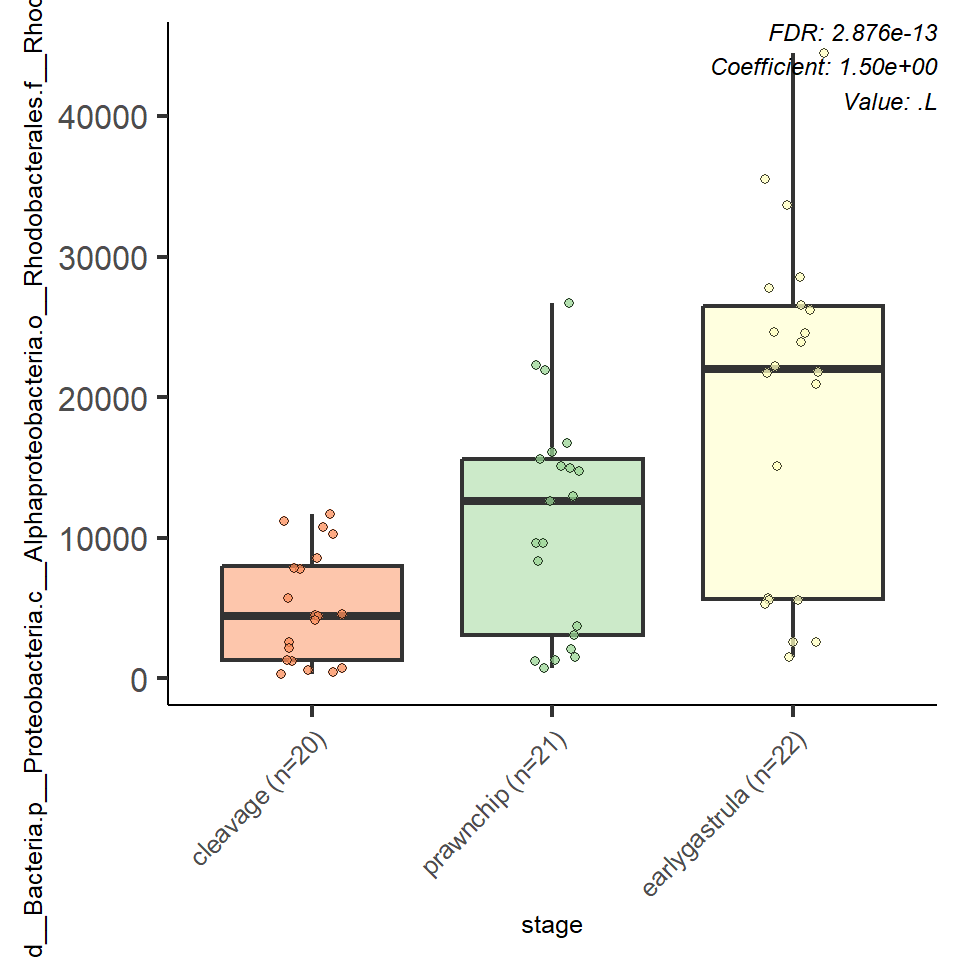 FDR: 2.876e-13
Coefficient: 1.50e+00
Value: .L
d__Bacteria.p__Proteobacteria.c__Alphaproteobacteria.o__Rhodobacterales.f__Rhod
40000
30000
20000
10000
0
cleavage (n=20)
prawnchip (n=21)
earlygastrula (n=22)
stage